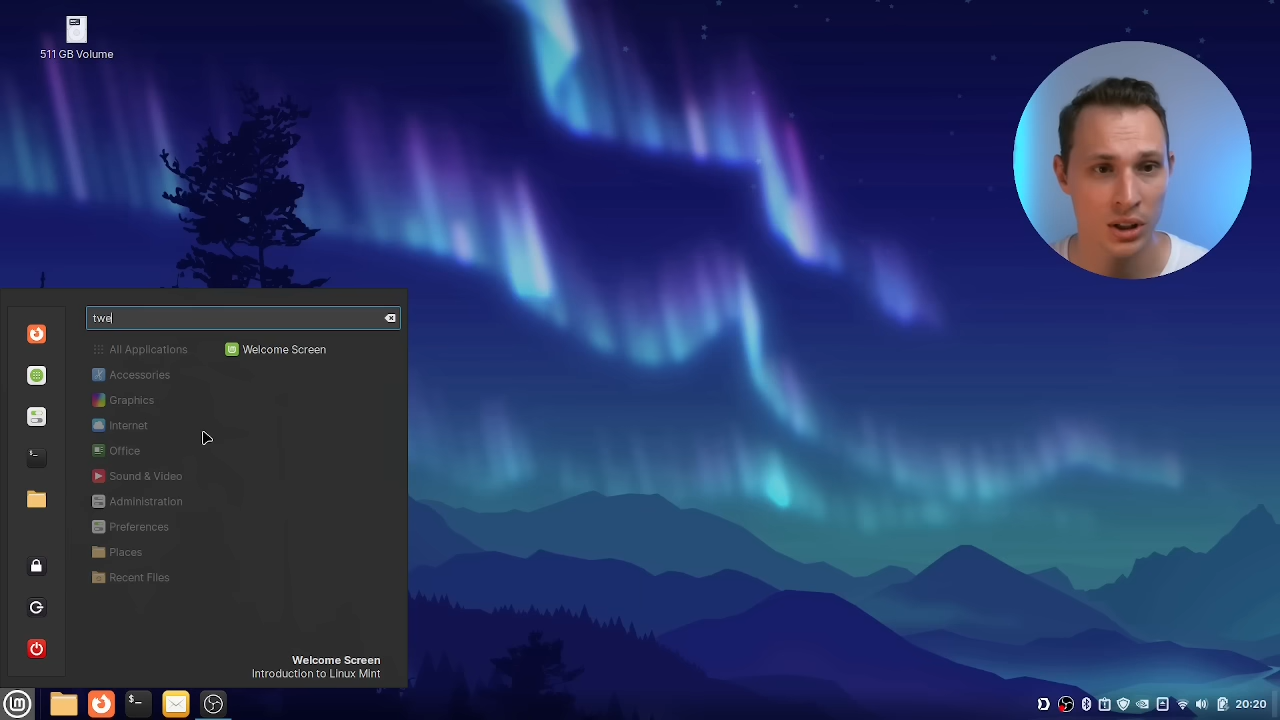 511 GB Volume
twe
All Applications
Welcome Screen
Accessories
Graphics
Internet
Office
Sound & Video
Administration
Preferences
Places
Recent Files
Welcome Screen
Introduction to Linux Mint
20:20